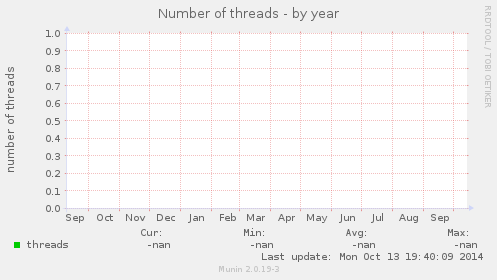 Number of threads - by year
RRDTOOL / TOBI OETIKER
number of threads
1.0
0.9
0.8
0.7
0.6
0.5
0.4
0.3
0.2
0.1
0.0
Sep Oct Nov Dec Jan Feb Mar Apr May Jun Jul Aug Sep
Cur: Min: Avg: Max:
threads -nan -nan -nan -nan
Last update: Mon Oct 13 19:40:09 2014
Munin 2.0.19-3